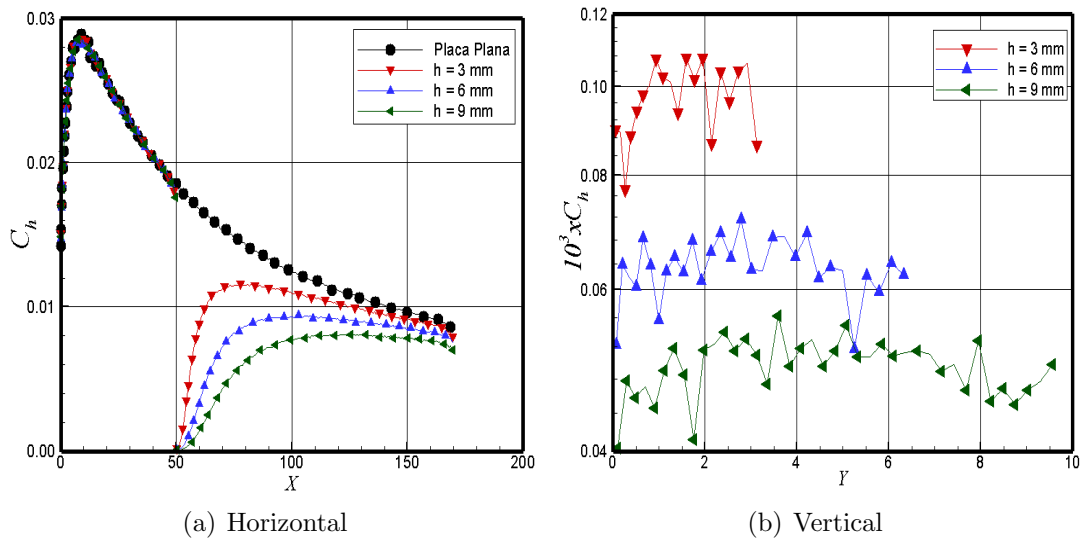 0.03
0.02
0.01
0.00
C_h
0
50
100
150
200
X
Placa Plana
h = 3 mm
h = 6 mm
h = 9 mm
(a) Horizontal
0.12
0.10
0.08
0.06
0.04
10^3xC_h
0
2
4
6
8
10
Y
h = 3 mm
h = 6 mm
h = 9 mm
(b) Vertical